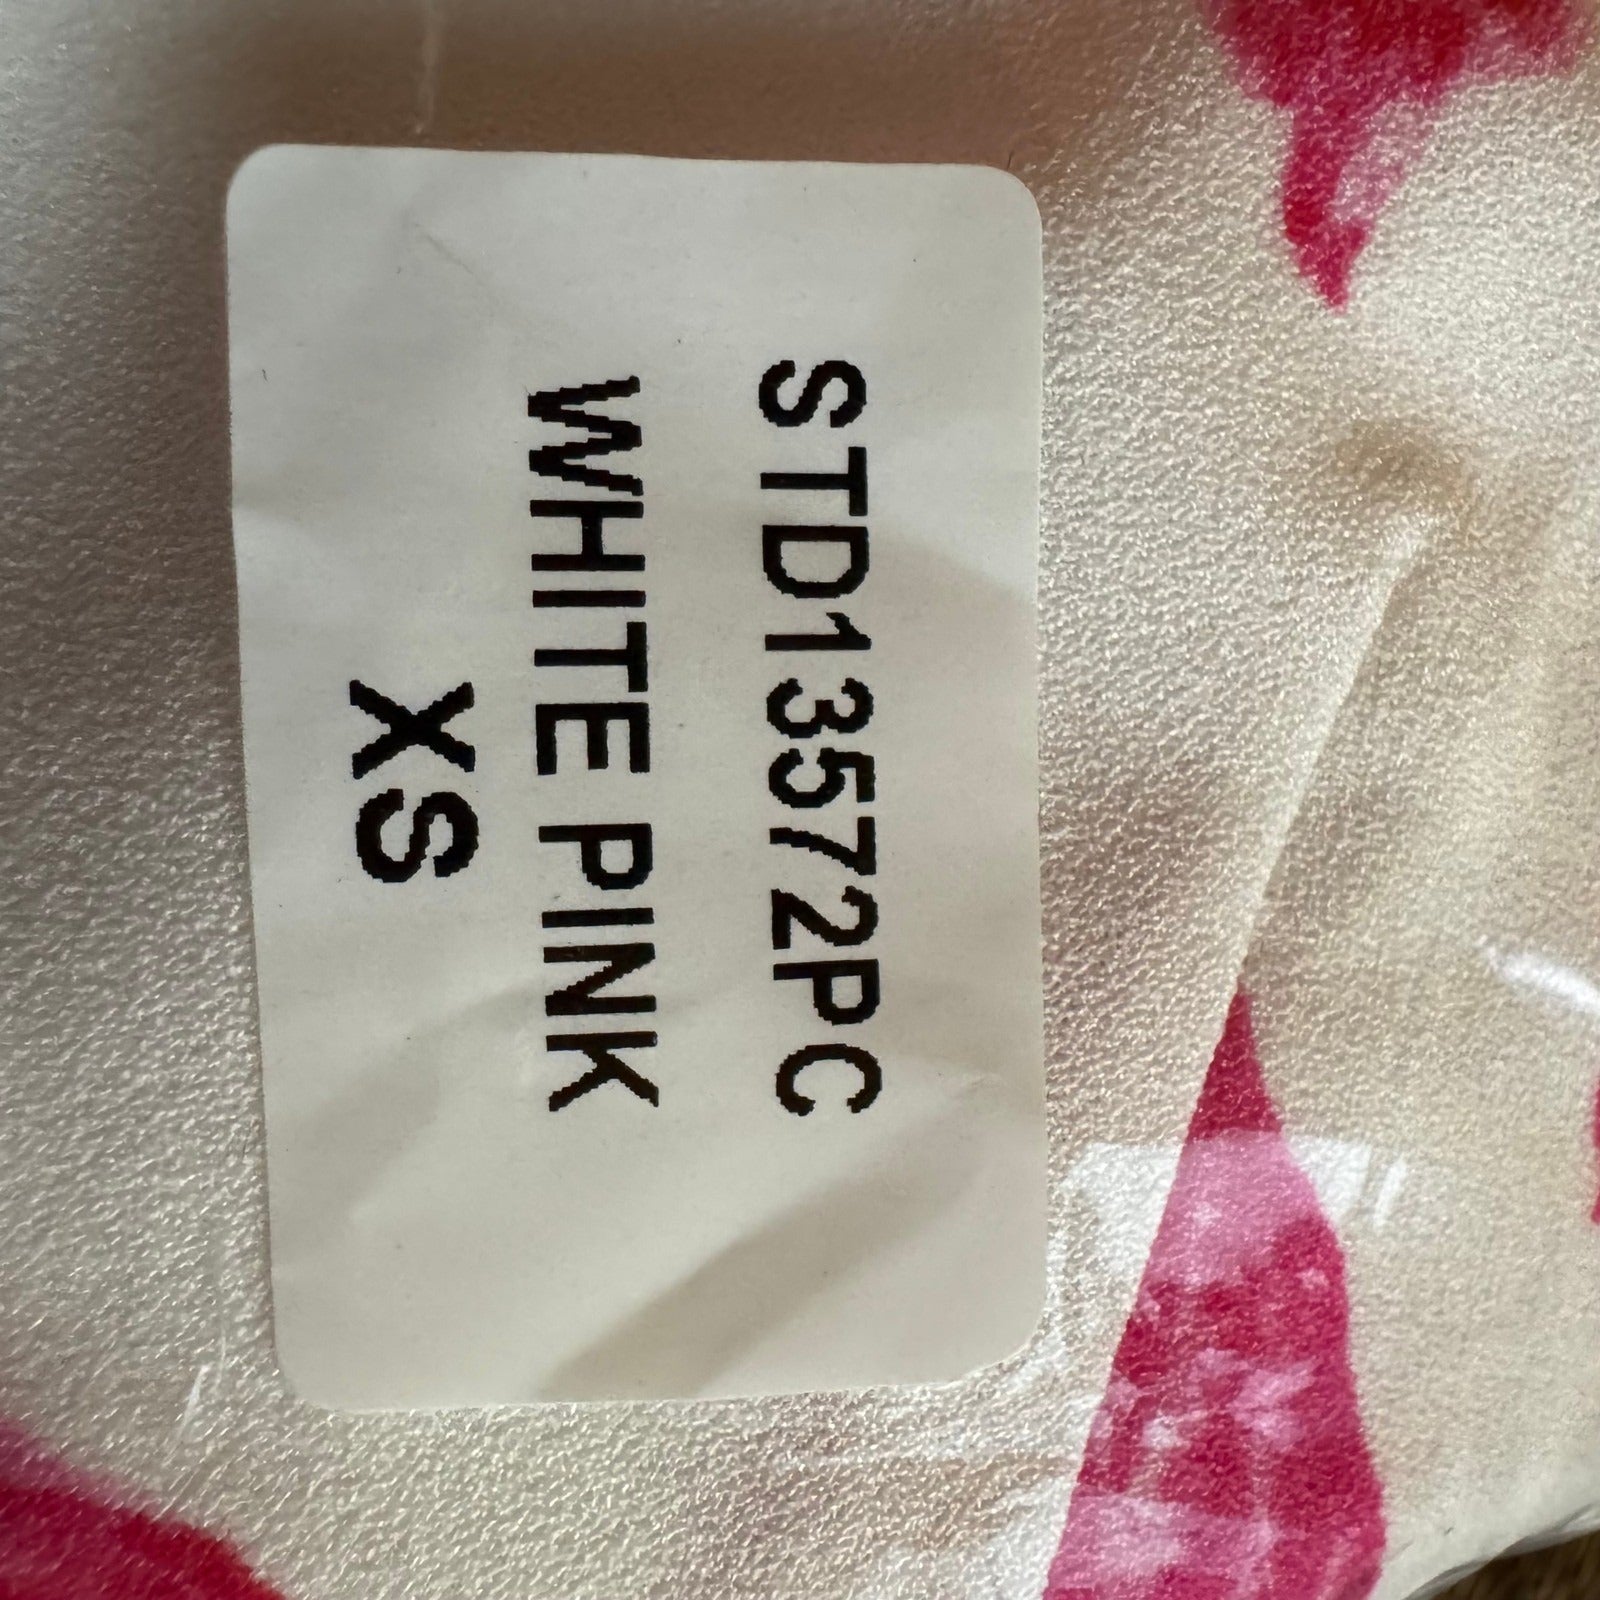 STD13572PC
WHITE PINK
XS